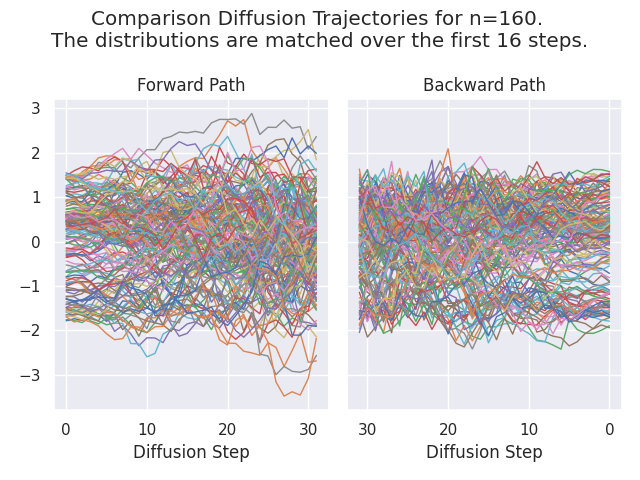 Comparison Diffusion Trajectories for n=160.
The distributions are matched over the first 16 steps.
Forward Path
Backward Path
3
2
1
0
−1
−2
−3
0 10 20 30
30 20 10 0
Diffusion Step
Diffusion Step